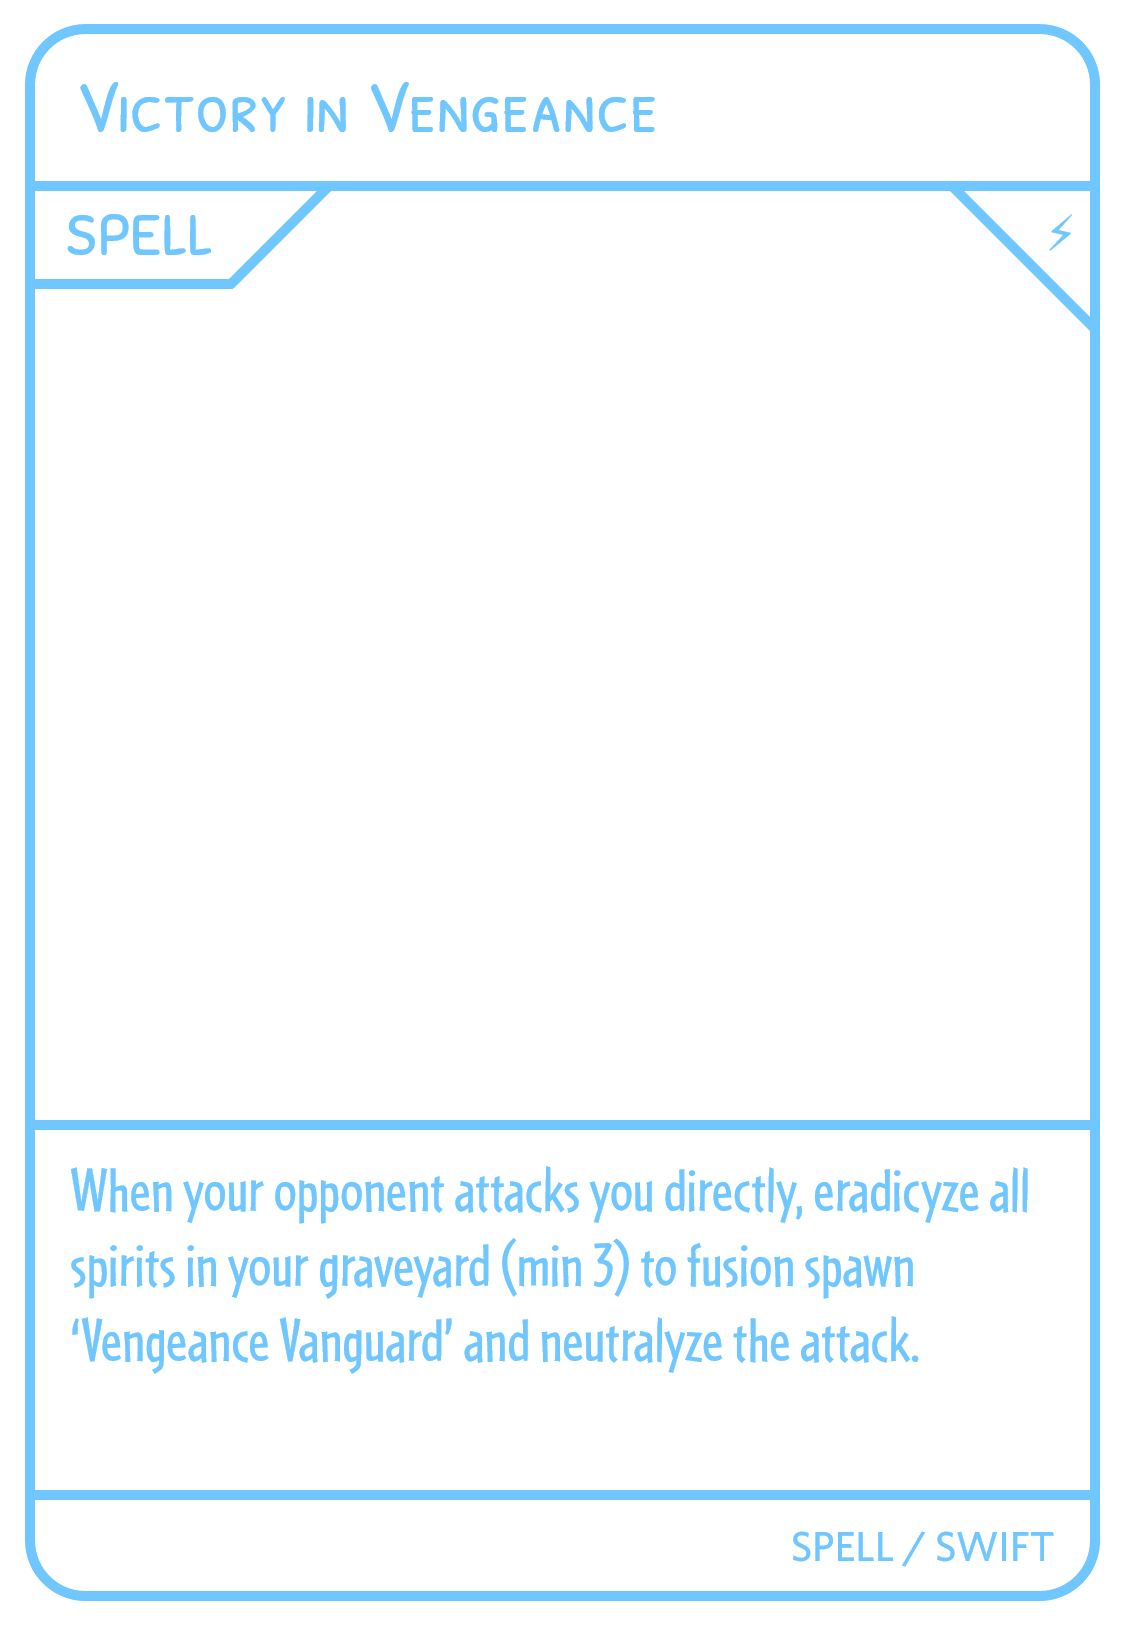 Victory in Vengeance
SPELL
⚡
When your opponent attacks you directly, eradicyze all
spirits in your graveyard (min 3) to fusion spawn
‘Vengeance Vanguard’ and neutralyze the attack.
SPELL / SWIFT